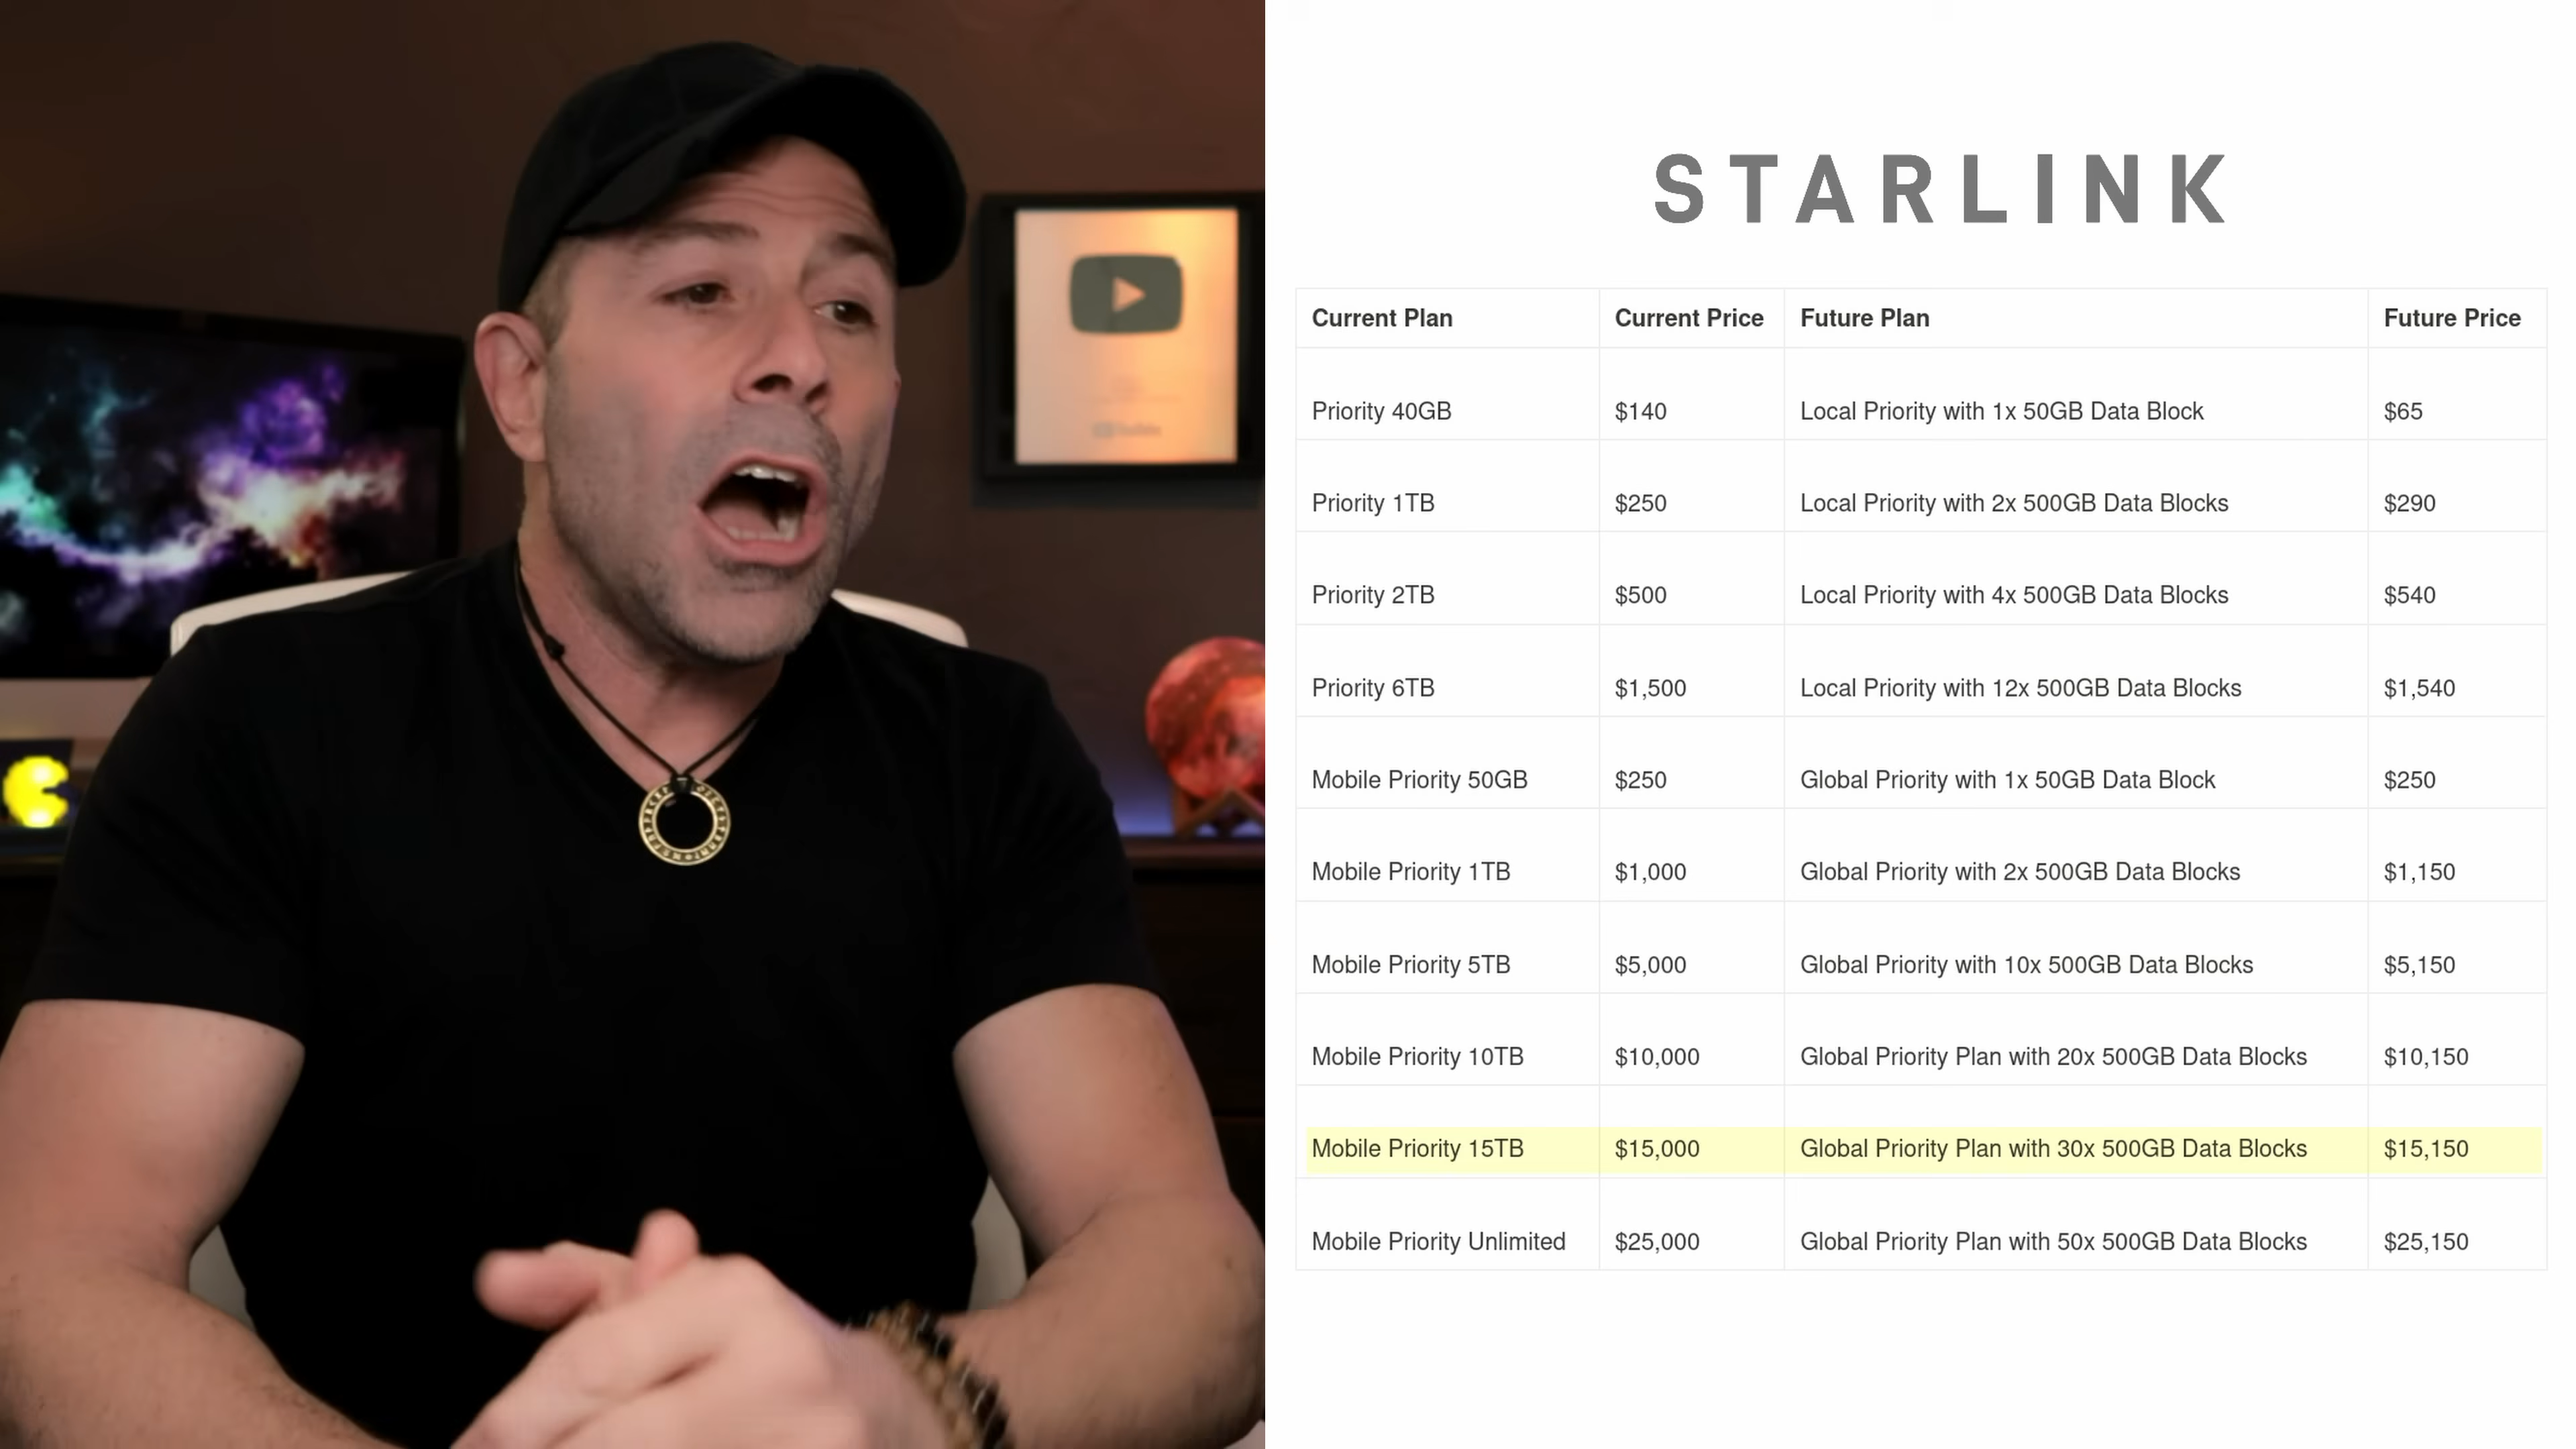 STARLINK
Current Plan Current Price Future Plan Future Price
Priority 40GB $140 Local Priority with 1x 50GB Data Block $65
Priority 1TB $250 Local Priority with 2x 500GB Data Blocks $290
Priority 2TB $500 Local Priority with 4x 500GB Data Blocks $540
Priority 6TB $1,500 Local Priority with 12x 500GB Data Blocks $1,540
Mobile Priority 50GB $250 Global Priority with 1x 50GB Data Block $250
Mobile Priority 1TB $1,000 Global Priority with 2x 500GB Data Blocks $1,150
Mobile Priority 5TB $5,000 Global Priority with 10x 500GB Data Blocks $5,150
Mobile Priority 10TB $10,000 Global Priority Plan with 20x 500GB Data Blocks $10,150
Mobile Priority 15TB $15,000 Global Priority Plan with 30x 500GB Data Blocks $15,150
Mobile Priority Unlimited $25,000 Global Priority Plan with 50x 500GB Data Blocks $25,150